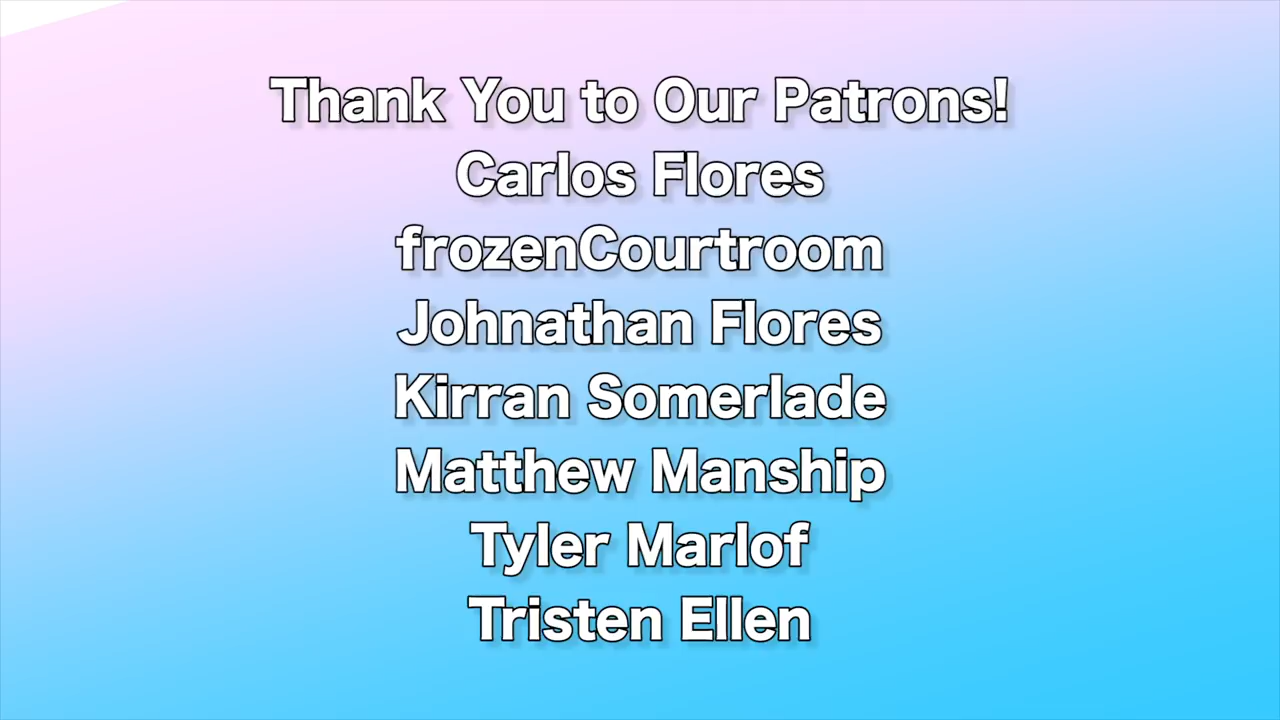 Thank You to Our Patrons!
Carlos Flores
frozenCourtroom
Johnathan Flores
Kirran Somerlade
Matthew Manship
Tyler Marlof
Tristen Ellen